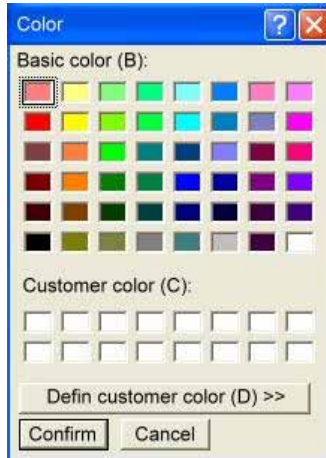 Color
Basic color (B):
Customer color (C):
Defin customer color (D) >>
Confirm Cancel